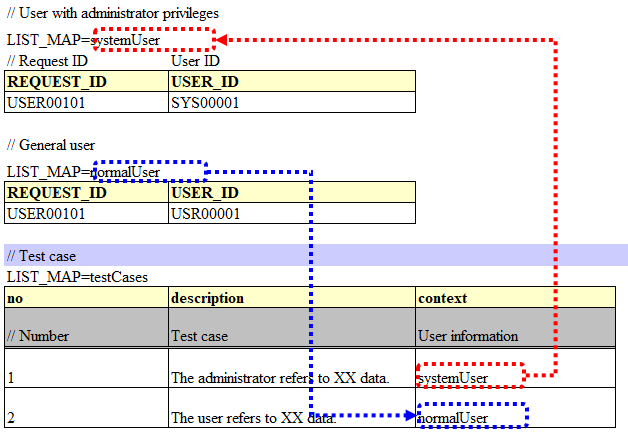 // User with administrator privileges
LIST_MAP=systemUser
// Request ID User ID
REQUEST_ID USER_ID
USER00101 SYS00001
// General user
LIST_MAP=normalUser
REQUEST_ID USER_ID
USER00101 USR00001
// Test case
LIST_MAP=testCases
no description context
// Number Test case User information
1 The administrator refers to XX data. systemUser
2 The user refers to XX data. normalUser